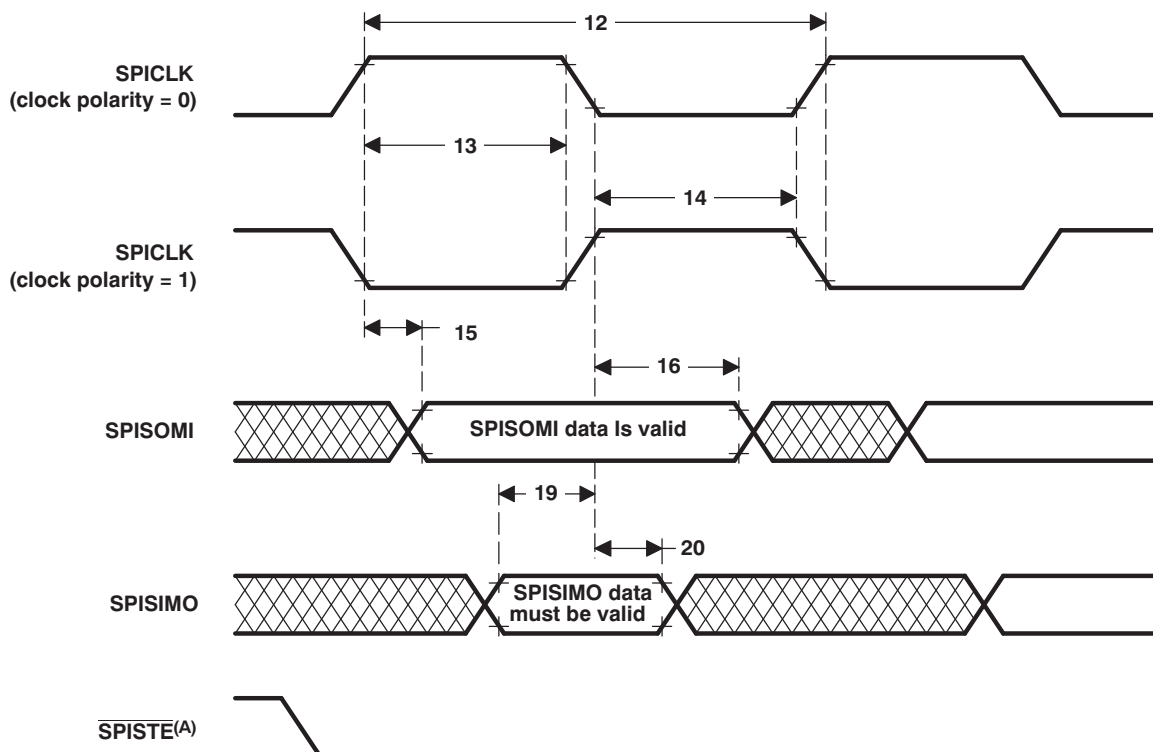 12
SPICLK
(clock polarity = 0)
13
14
SPICLK
(clock polarity = 1)
15
16
SPISOMI
SPISOMI data Is valid
19
20
SPISIMO
SPISIMO data
must be valid
SPISTE(A)